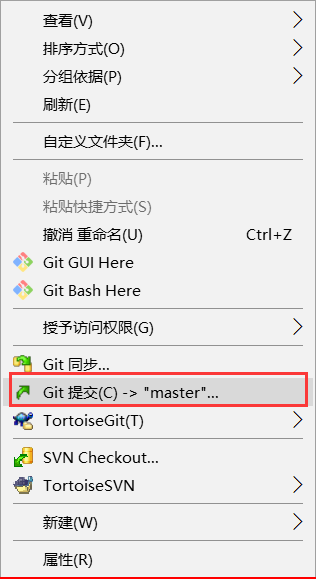 查看(V)
排序方式(O)
分组依据(P)
刷新(E)
自定义文件夹(F)...
粘贴(P)
粘贴快捷方式(S)
撤消 重命名(U) Ctrl+Z
Git GUI Here
Git Bash Here
授予访问权限(G)
Git 同步...
Git 提交(C) -> "master"...
TortoiseGit(T)
SVN Checkout...
TortoiseSVN
新建(W)
属性(R)